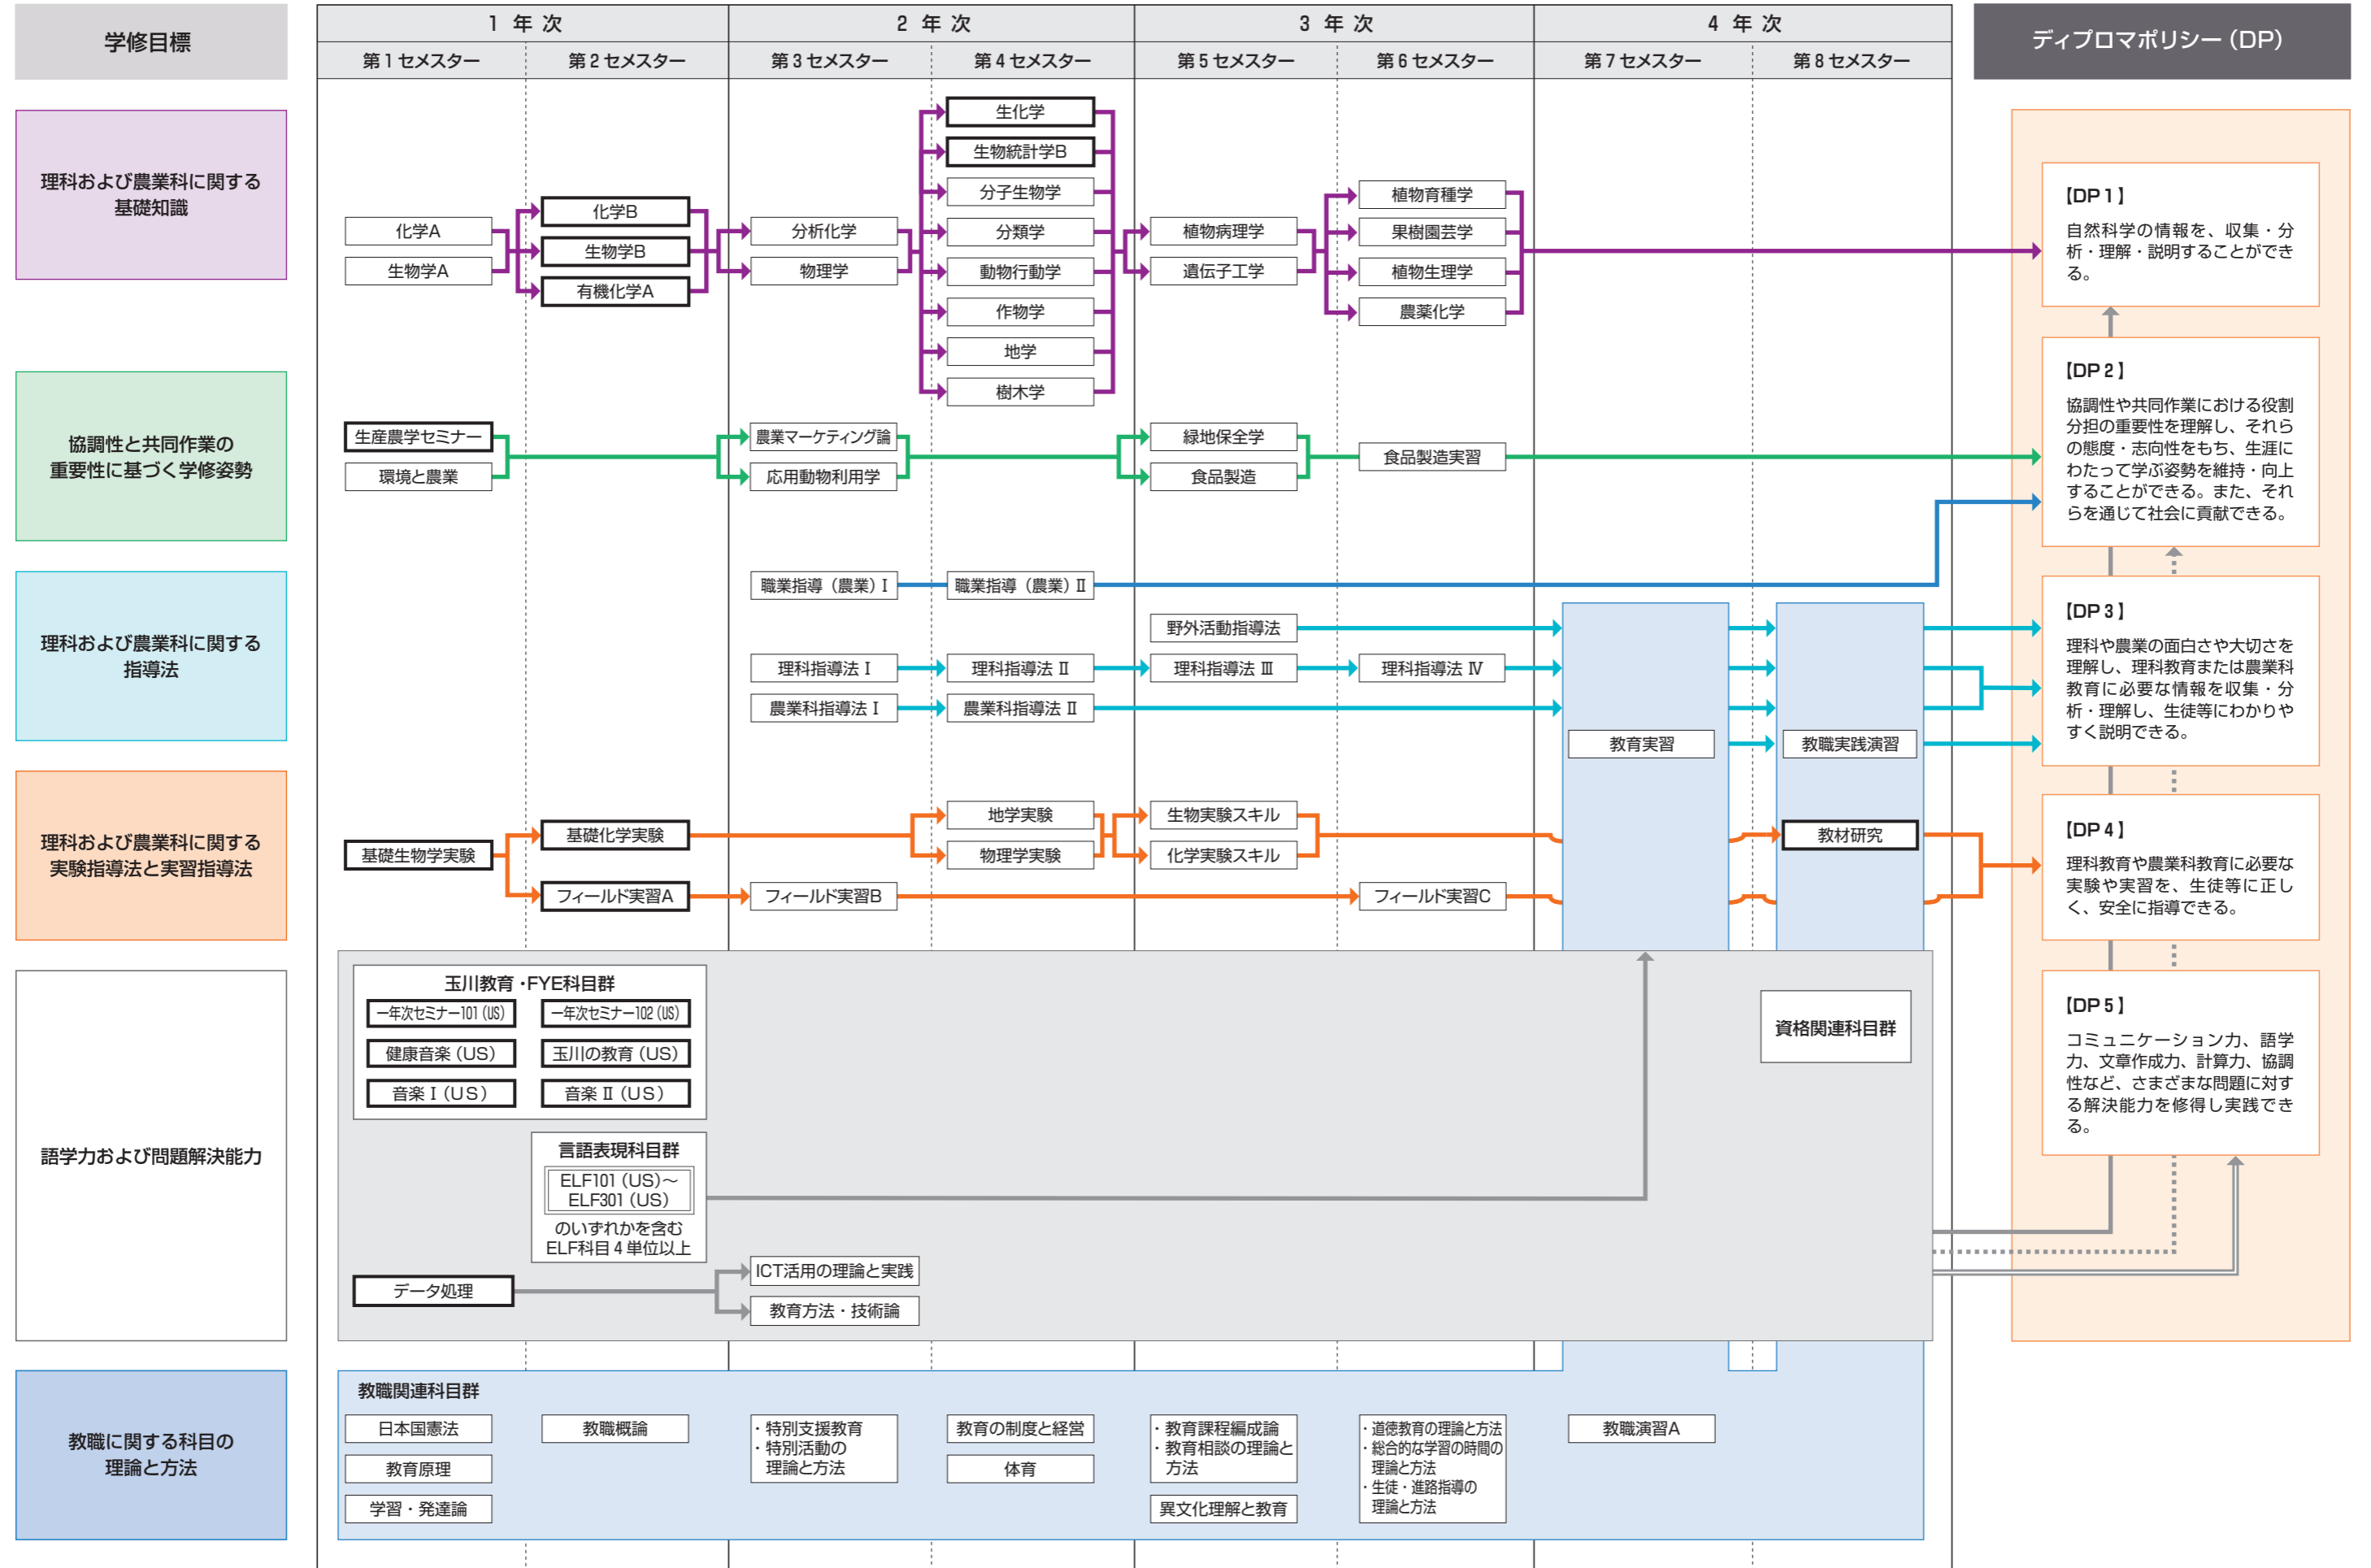 学修目標
1 年 次
2 年 次
3 年 次
4 年 次
ディプロマポリシー（DP）
第1セメスター
第2セメスター
第3セメスター
第4セメスター
第5セメスター
第6セメスター
第7セメスター
第8セメスター
理科および農業科に関する
基礎知識
化学A
生物学A
化学B
生物学B
有機化学A
分析化学
物理学
生化学
生物統計学B
分子生物学
分類学
動物行動学
作物学
地学
樹木学
植物病理学
遺伝子工学
植物育種学
果樹園芸学
植物生理学
農薬化学
【DP1】
自然科学の情報を、収集・分
析・理解・説明することができ
る。
協調性と共同作業の
重要性に基づく学修姿勢
生産農学セミナー
環境と農業
農業マーケティング論
応用動物利用学
緑地保全学
食品製造
食品製造実習
【DP2】
協調性や共同作業における役割
分担の重要性を理解し、それら
の態度・志向性をもち、生涯に
わたって学ぶ姿勢を維持・向上
することができる。また、それ
らを通じて社会に貢献できる。
理科および農業科に関する
指導法
職業指導（農業）Ⅰ
職業指導（農業）Ⅱ
野外活動指導法
理科指導法 Ⅰ
理科指導法 Ⅱ
理科指導法 Ⅲ
理科指導法 Ⅳ
農業科指導法 Ⅰ
農業科指導法 Ⅱ
教育実習
教職実践演習
【DP3】
理科や農業の面白さや大切さを
理解し、理科教育または農業科
教育に必要な情報を収集・分
析・理解し、生徒等にわかりや
すく説明できる。
理科および農業科に関する
実験指導法と実習指導法
基礎生物学実験
基礎化学実験
フィールド実習A
フィールド実習B
地学実験
物理学実験
生物実験スキル
化学実験スキル
フィールド実習C
教材研究
【DP4】
理科教育や農業科教育に必要な
実験や実習を、生徒等に正し
く、安全に指導できる。
語学力および問題解決能力
玉川教育・FYE科目群
一年次セミナー101（US）
一年次セミナー102（US）
健康音楽（US）
玉川の教育（US）
音楽 Ⅰ（US）
音楽 Ⅱ（US）
言語表現科目群
ELF101（US）～
ELF301（US）
のいずれかを含む
ELF科目4単位以上
データ処理
ICT活用の理論と実践
教育方法・技術論
資格関連科目群
【DP5】
コミュニケーション力、語学
力、文章作成力、計算力、協調
性など、さまざまな問題に対す
る解決能力を修得し実践でき
る。
教職に関する科目の
理論と方法
教職関連科目群
日本国憲法
教育原理
学習・発達論
教職概論
・特別支援教育
・特別活動の
理論と方法
教育の制度と経営
体育
・教育課程編成論
・教育相談の理論と
方法
異文化理解と教育
・道徳教育の理論と方法
・総合的な学習の時間の
理論と方法
・生徒・進路指導の
理論と方法
教職演習A